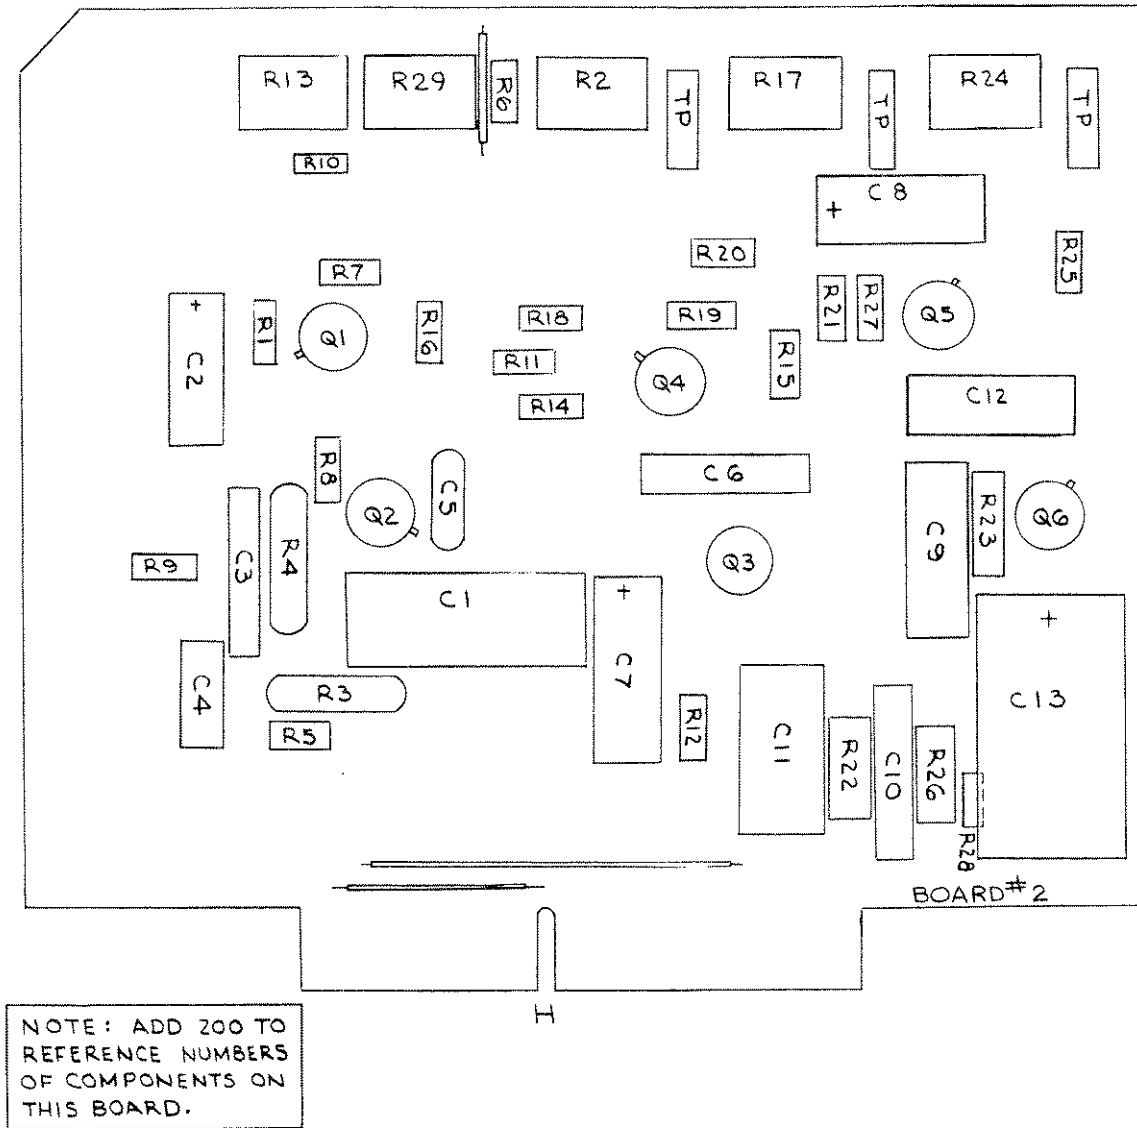 R13
R29
R6
R2
TP
R17
TP
R24
TP
R10
C 8
+
R20
R25
R7
+
C2
R1
Q1
R16
R18
R19
R21
R27
Q5
R11
R15
Q4
R14
C12
R8
C5
C6
Q2
R23
Q6
C3
R4
C9
R9
Q3
C1
+
C7
+
C13
C4
R3
R12
C11
R5
R22
C10
R26
R28
BOARD #2
H
NOTE: ADD 200 TO
REFERENCE NUMBERS
OF COMPONENTS ON
THIS BOARD.